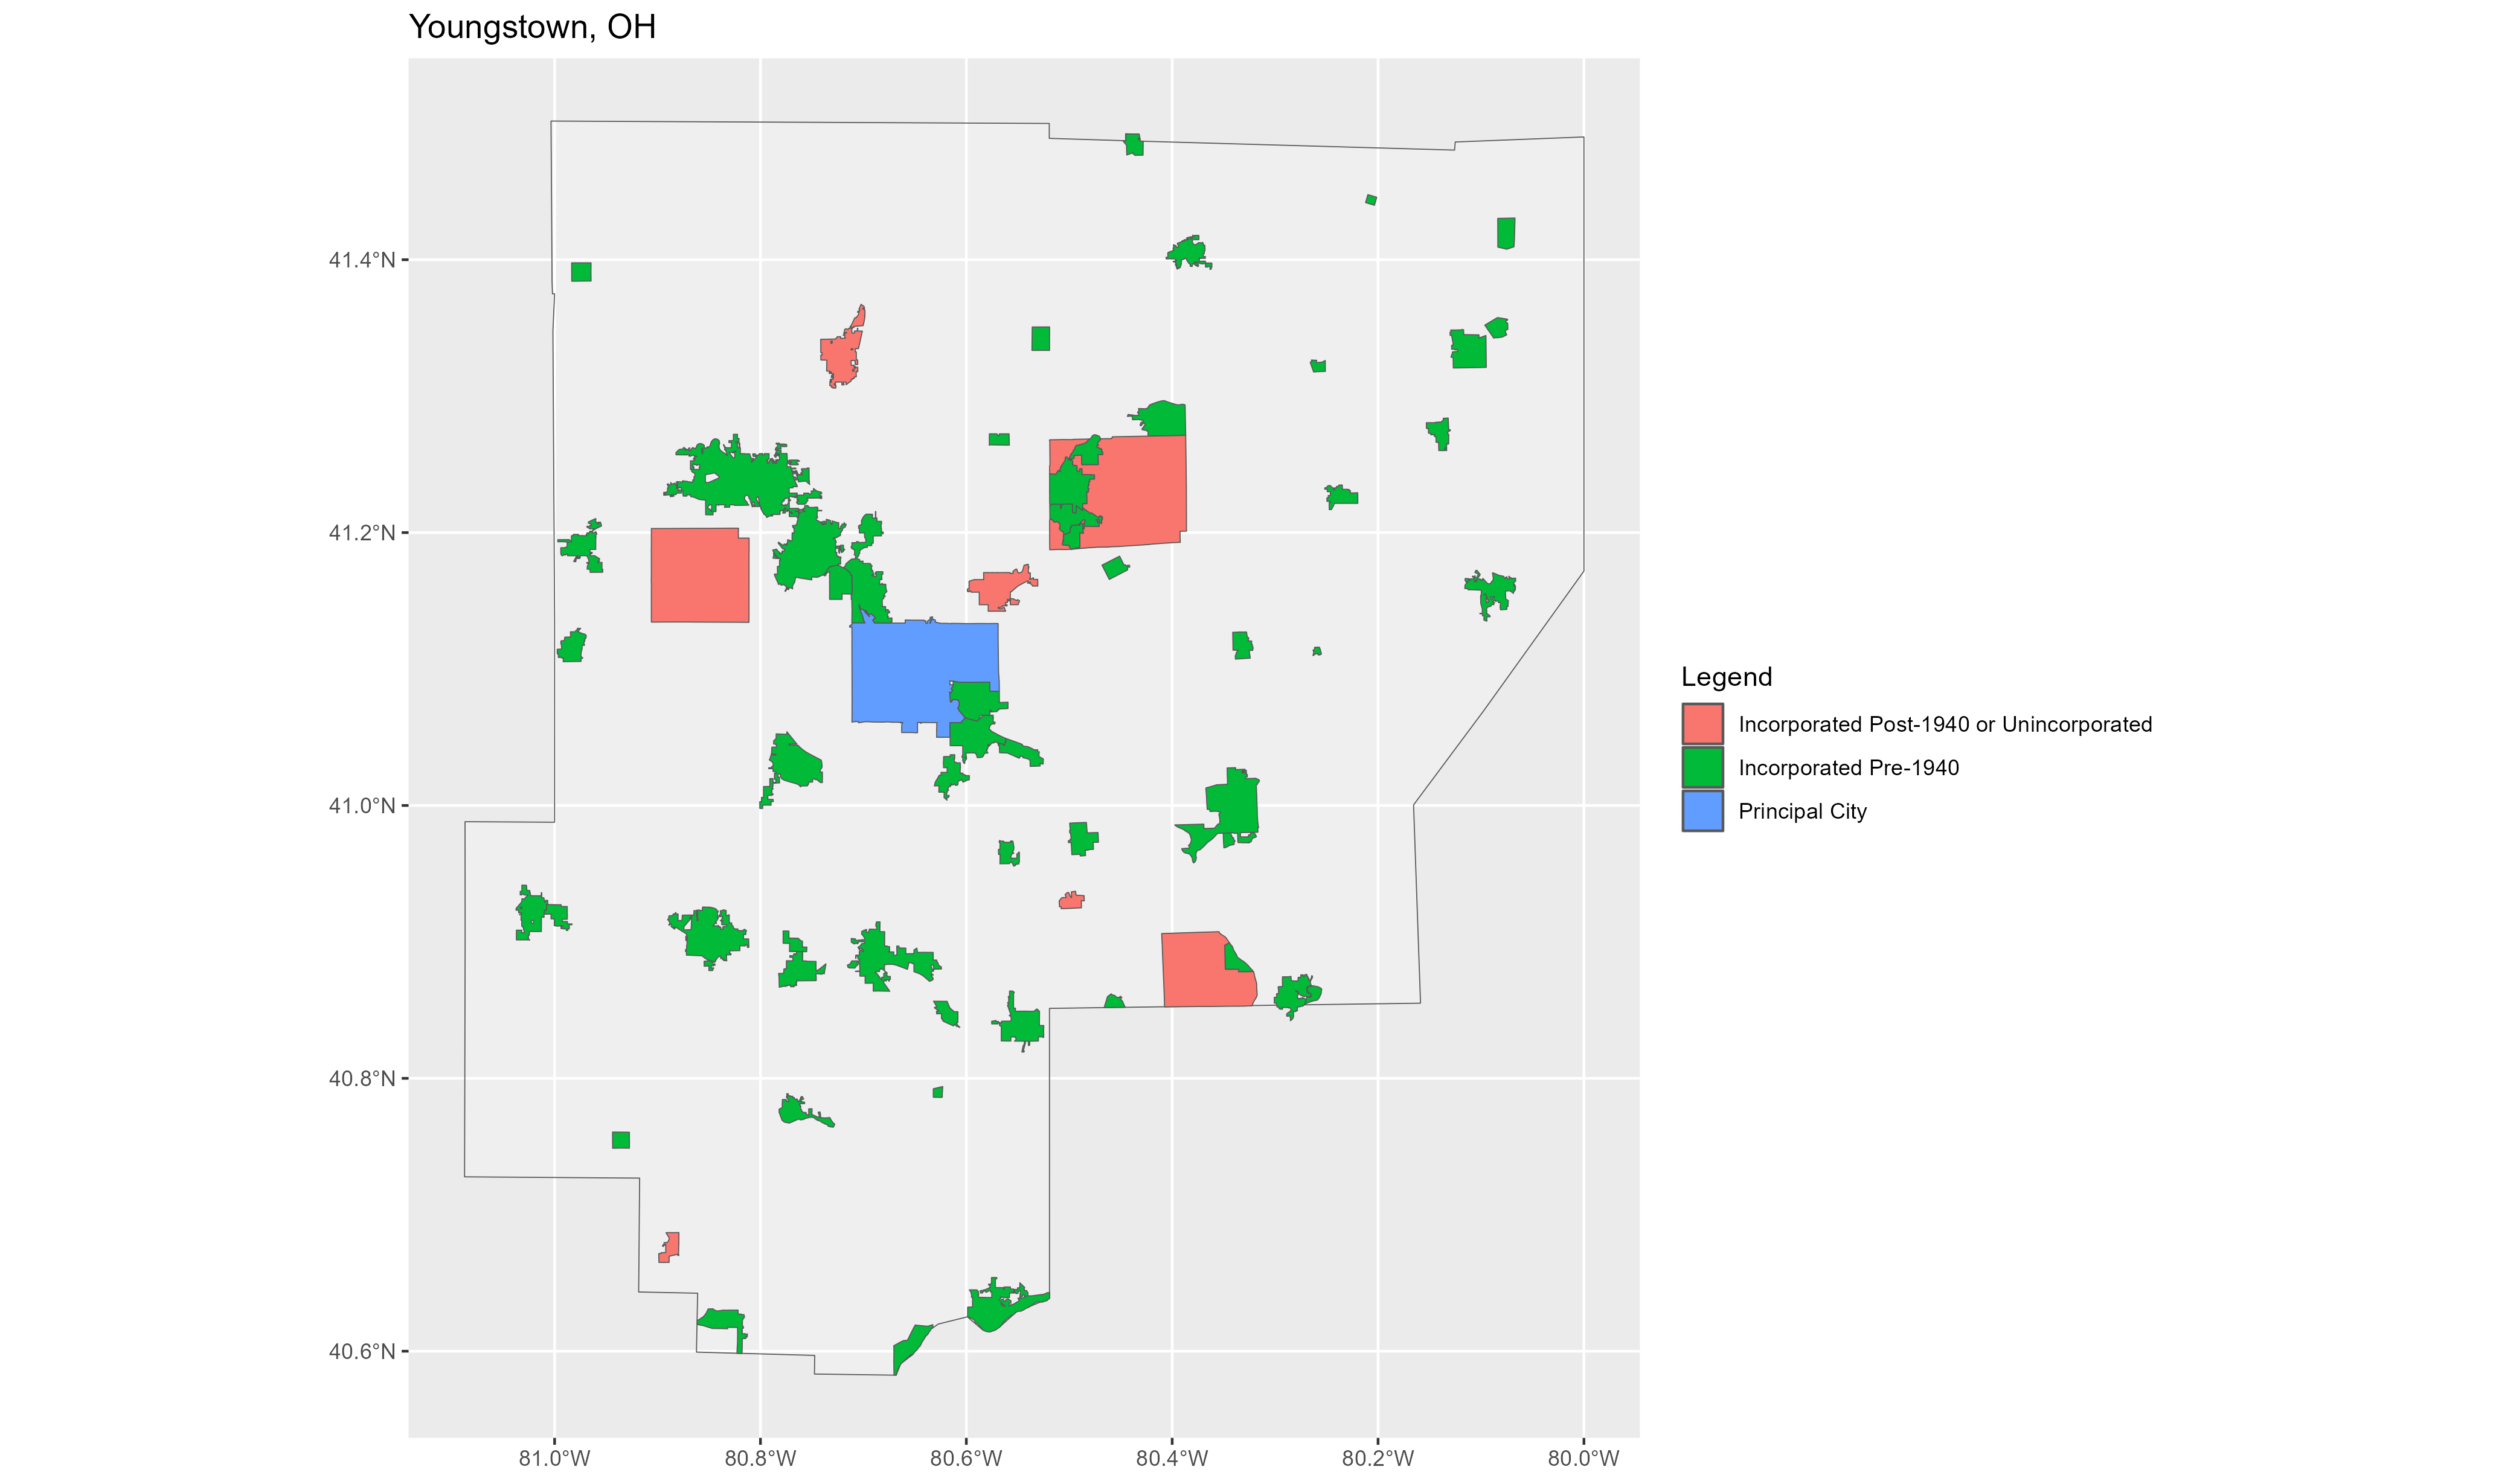 Youngstown, OH
41.4°N
41.2°N
41.0°N
40.8°N
40.6°N
81.0°W
80.8°W
80.6°W
80.4°W
80.2°W
80.0°W
Legend
Incorporated Post-1940 or Unincorporated
Incorporated Pre-1940
Principal City